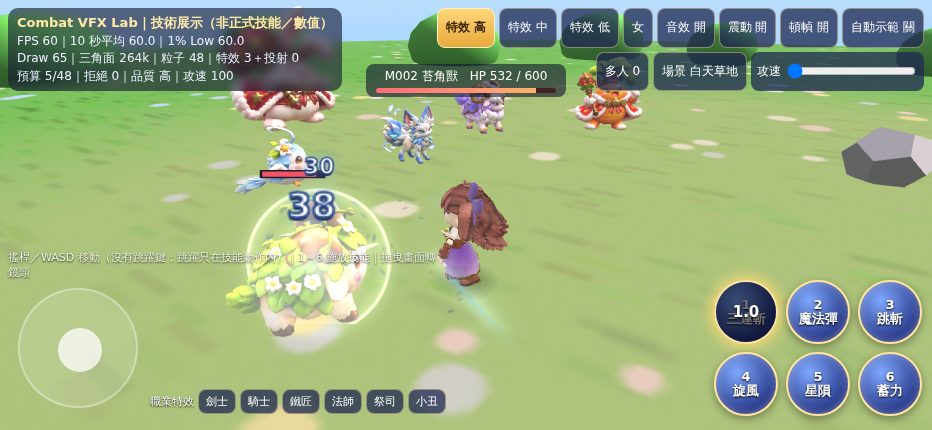 Combat VFX Lab｜技術展示（非正式技能／數值）
FPS 60｜10 秒平均 60.0｜1% Low 60.0
Draw 65｜三角面 264k｜粒子 48｜特效 3＋投射 0
預算 5/48｜拒絕 0｜品質 高｜攻速 100
特效 高
特效 中
特效 低
女
音效 開
震動 開
頓幀 開
自動示範 關
M002 苔角獸 HP 532 / 600
多人 0
場景 白天草地
攻速
30
38
搖桿／WASD 移動（沒有跳躍鍵；跳躍只在技能動作內）｜1～6 施放技能｜拖曳畫面轉
鏡頭
1.0
三連斬
2
魔法彈
3
跳斬
4
旋風
5
星隕
6
蓄力
職業特效
劍士
騎士
鐵匠
法師
祭司
小丑